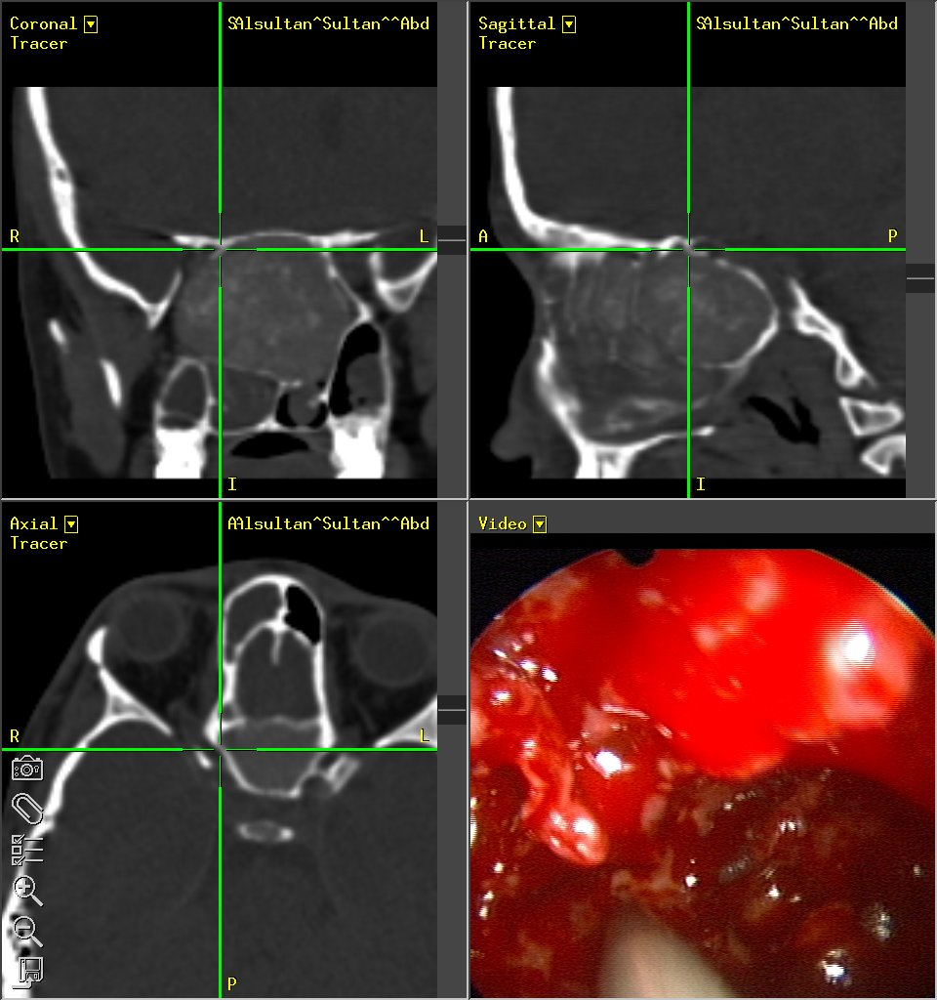 Coronal
SAlsultan^Sultan^^Abd
Tracer
R
L
I
Sagittal
SAlsultan^Sultan^^Abd
Tracer
A
P
I
Axial
AAlsultan^Sultan^^Abd
Tracer
R
L
P
Video